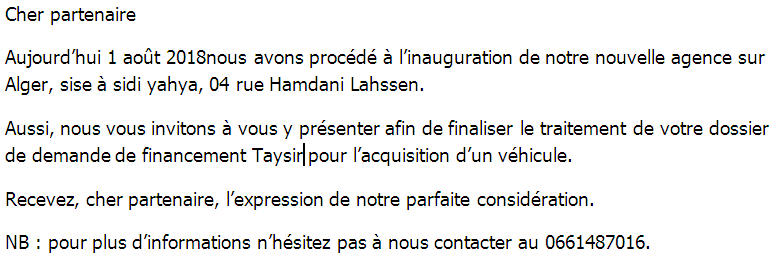 Cher partenaire
Aujourd’hui 1 août 2018nous avons procédé à l’inauguration de notre nouvelle agence sur
Alger, sise à sidi yahya, 04 rue Hamdani Lahssen.
Aussi, nous vous invitons à vous y présenter afin de finaliser le traitement de votre dossier
de demande de financement Taysir pour l’acquisition d’un véhicule.
Recevez, cher partenaire, l’expression de notre parfaite considération.
NB : pour plus d’informations n’hésitez pas à nous contacter au 0661487016.